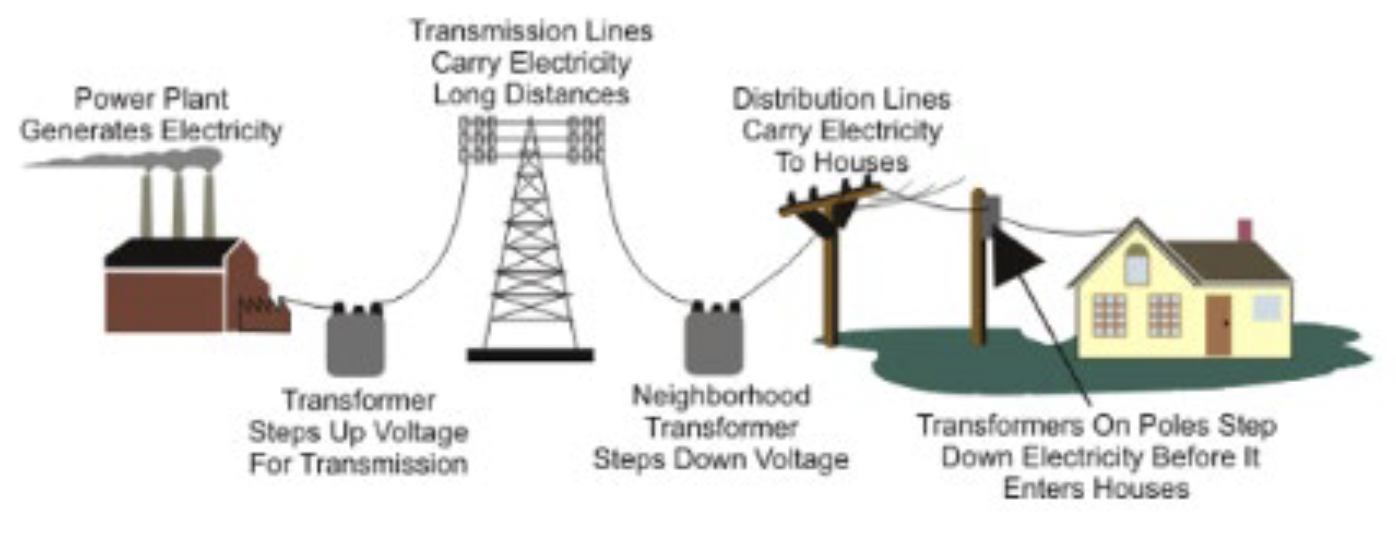 Power Plant
Generates Electricity
Transformer
Steps Up Voltage
For Transmission
Transmission Lines
Carry Electricity
Long Distances
Neighborhood
Transformer
Steps Down Voltage
Distribution Lines
Carry Electricity
To Houses
Transformers On Poles Step
Down Electricity Before It
Enters Houses